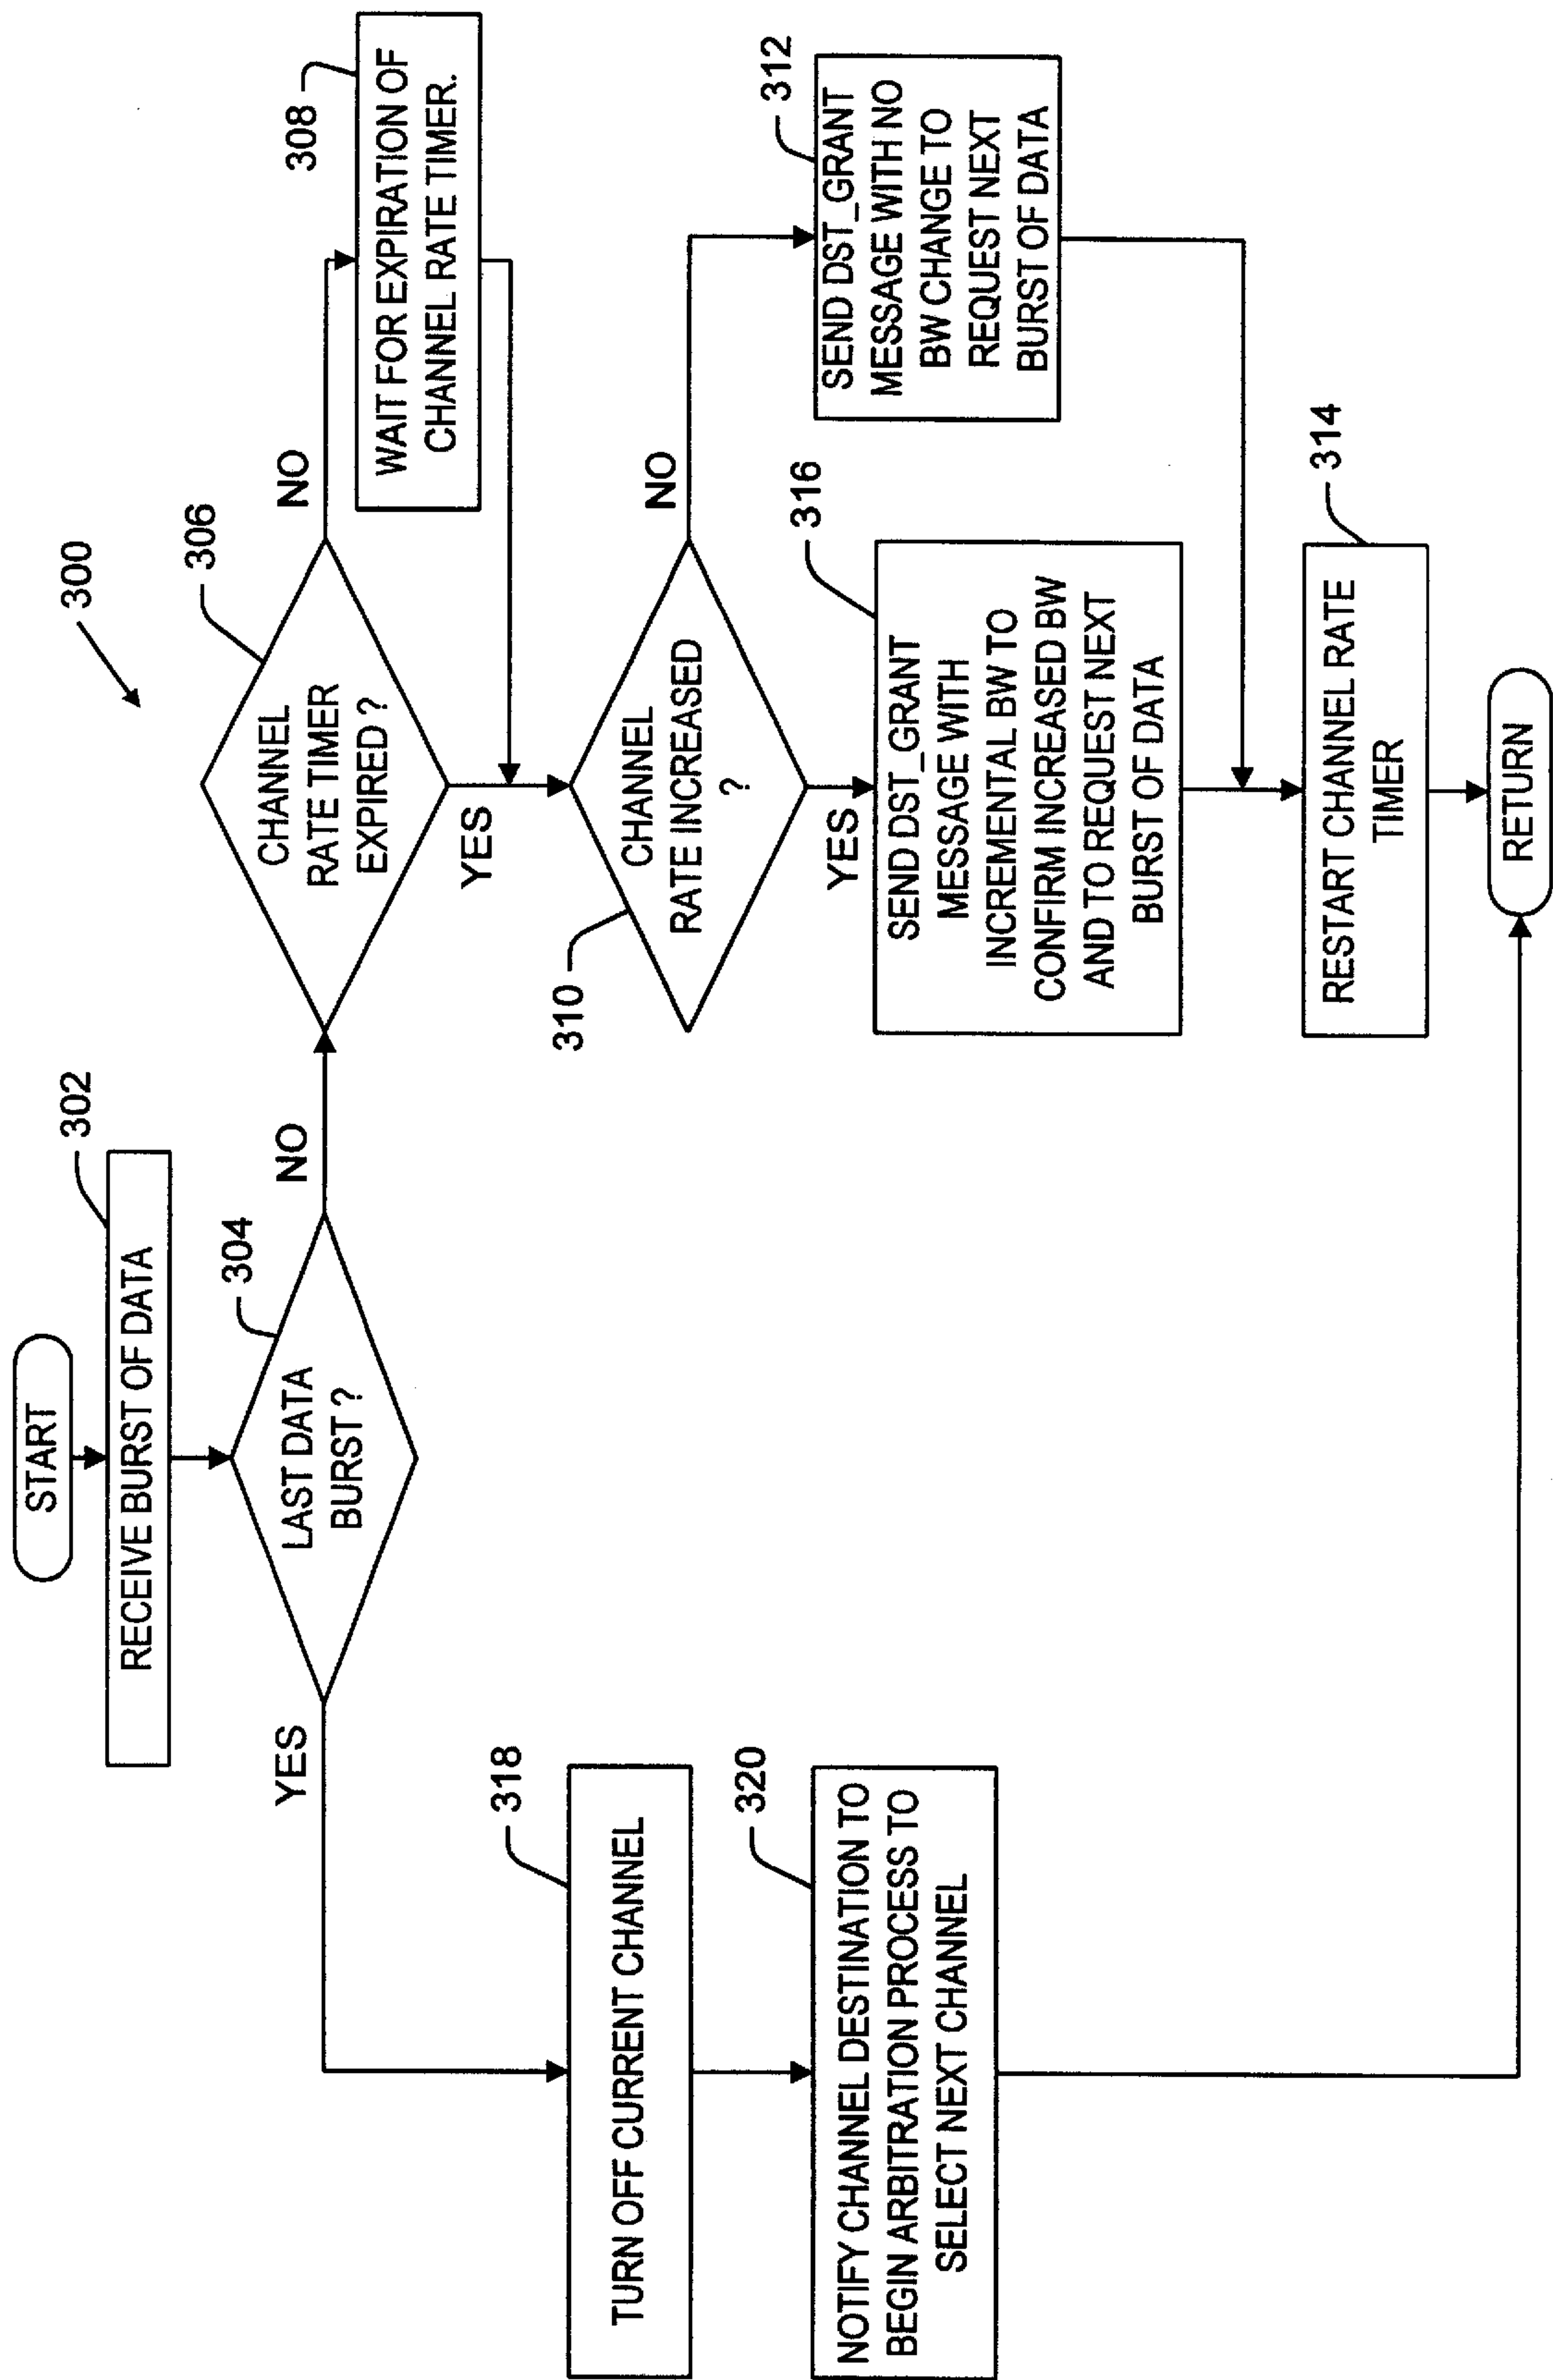 300
START
302
RECEIVE BURST OF DATA
304
LAST DATA
BURST ?
NO
YES
306
CHANNEL
RATE TIMER
EXPIRED ?
NO
YES
308
WAIT FOR EXPIRATION OF
CHANNEL RATE TIMER.
310
CHANNEL
RATE INCREASED
?
NO
YES
312
SEND DST_GRANT
MESSAGE WITH NO
BW CHANGE TO
REQUEST NEXT
BURST OF DATA
316
SEND DST_GRANT
MESSAGE WITH
INCREMENTAL BW TO
CONFIRM INCREASED BW
AND TO REQUEST NEXT
BURST OF DATA
314
RESTART CHANNEL RATE
TIMER
318
TURN OFF CURRENT CHANNEL
320
NOTIFY CHANNEL DESTINATION TO
BEGIN ARBITRATION PROCESS TO
SELECT NEXT CHANNEL
RETURN